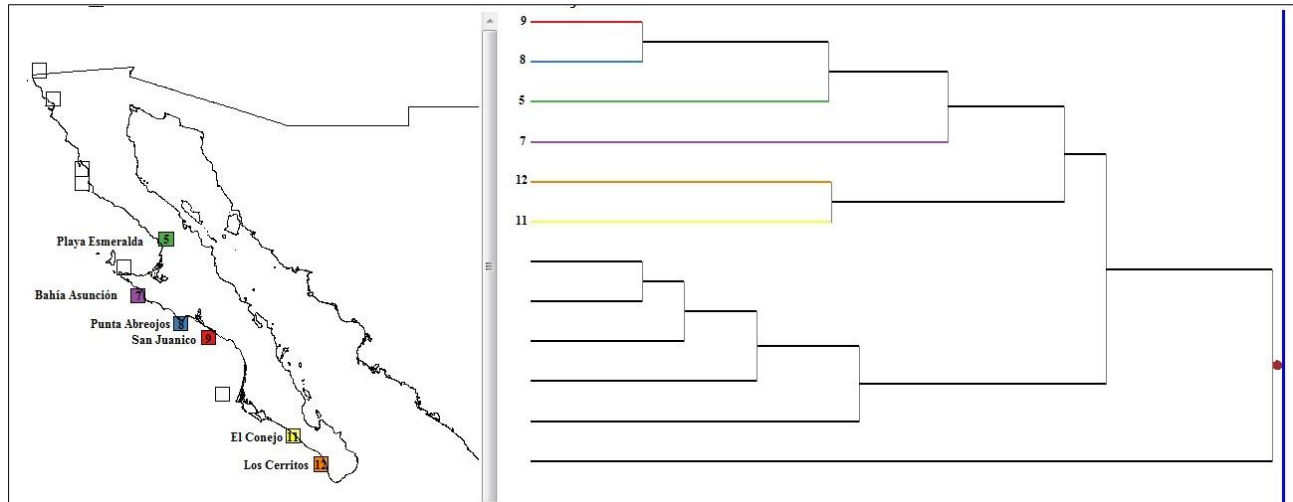 Playa Esmeralda 5
Bahía Asunción 7
Punta Abreojos 8
San Juanico 9
El Conejo 11
Los Cerritos 12
9
8
5
7
12
11